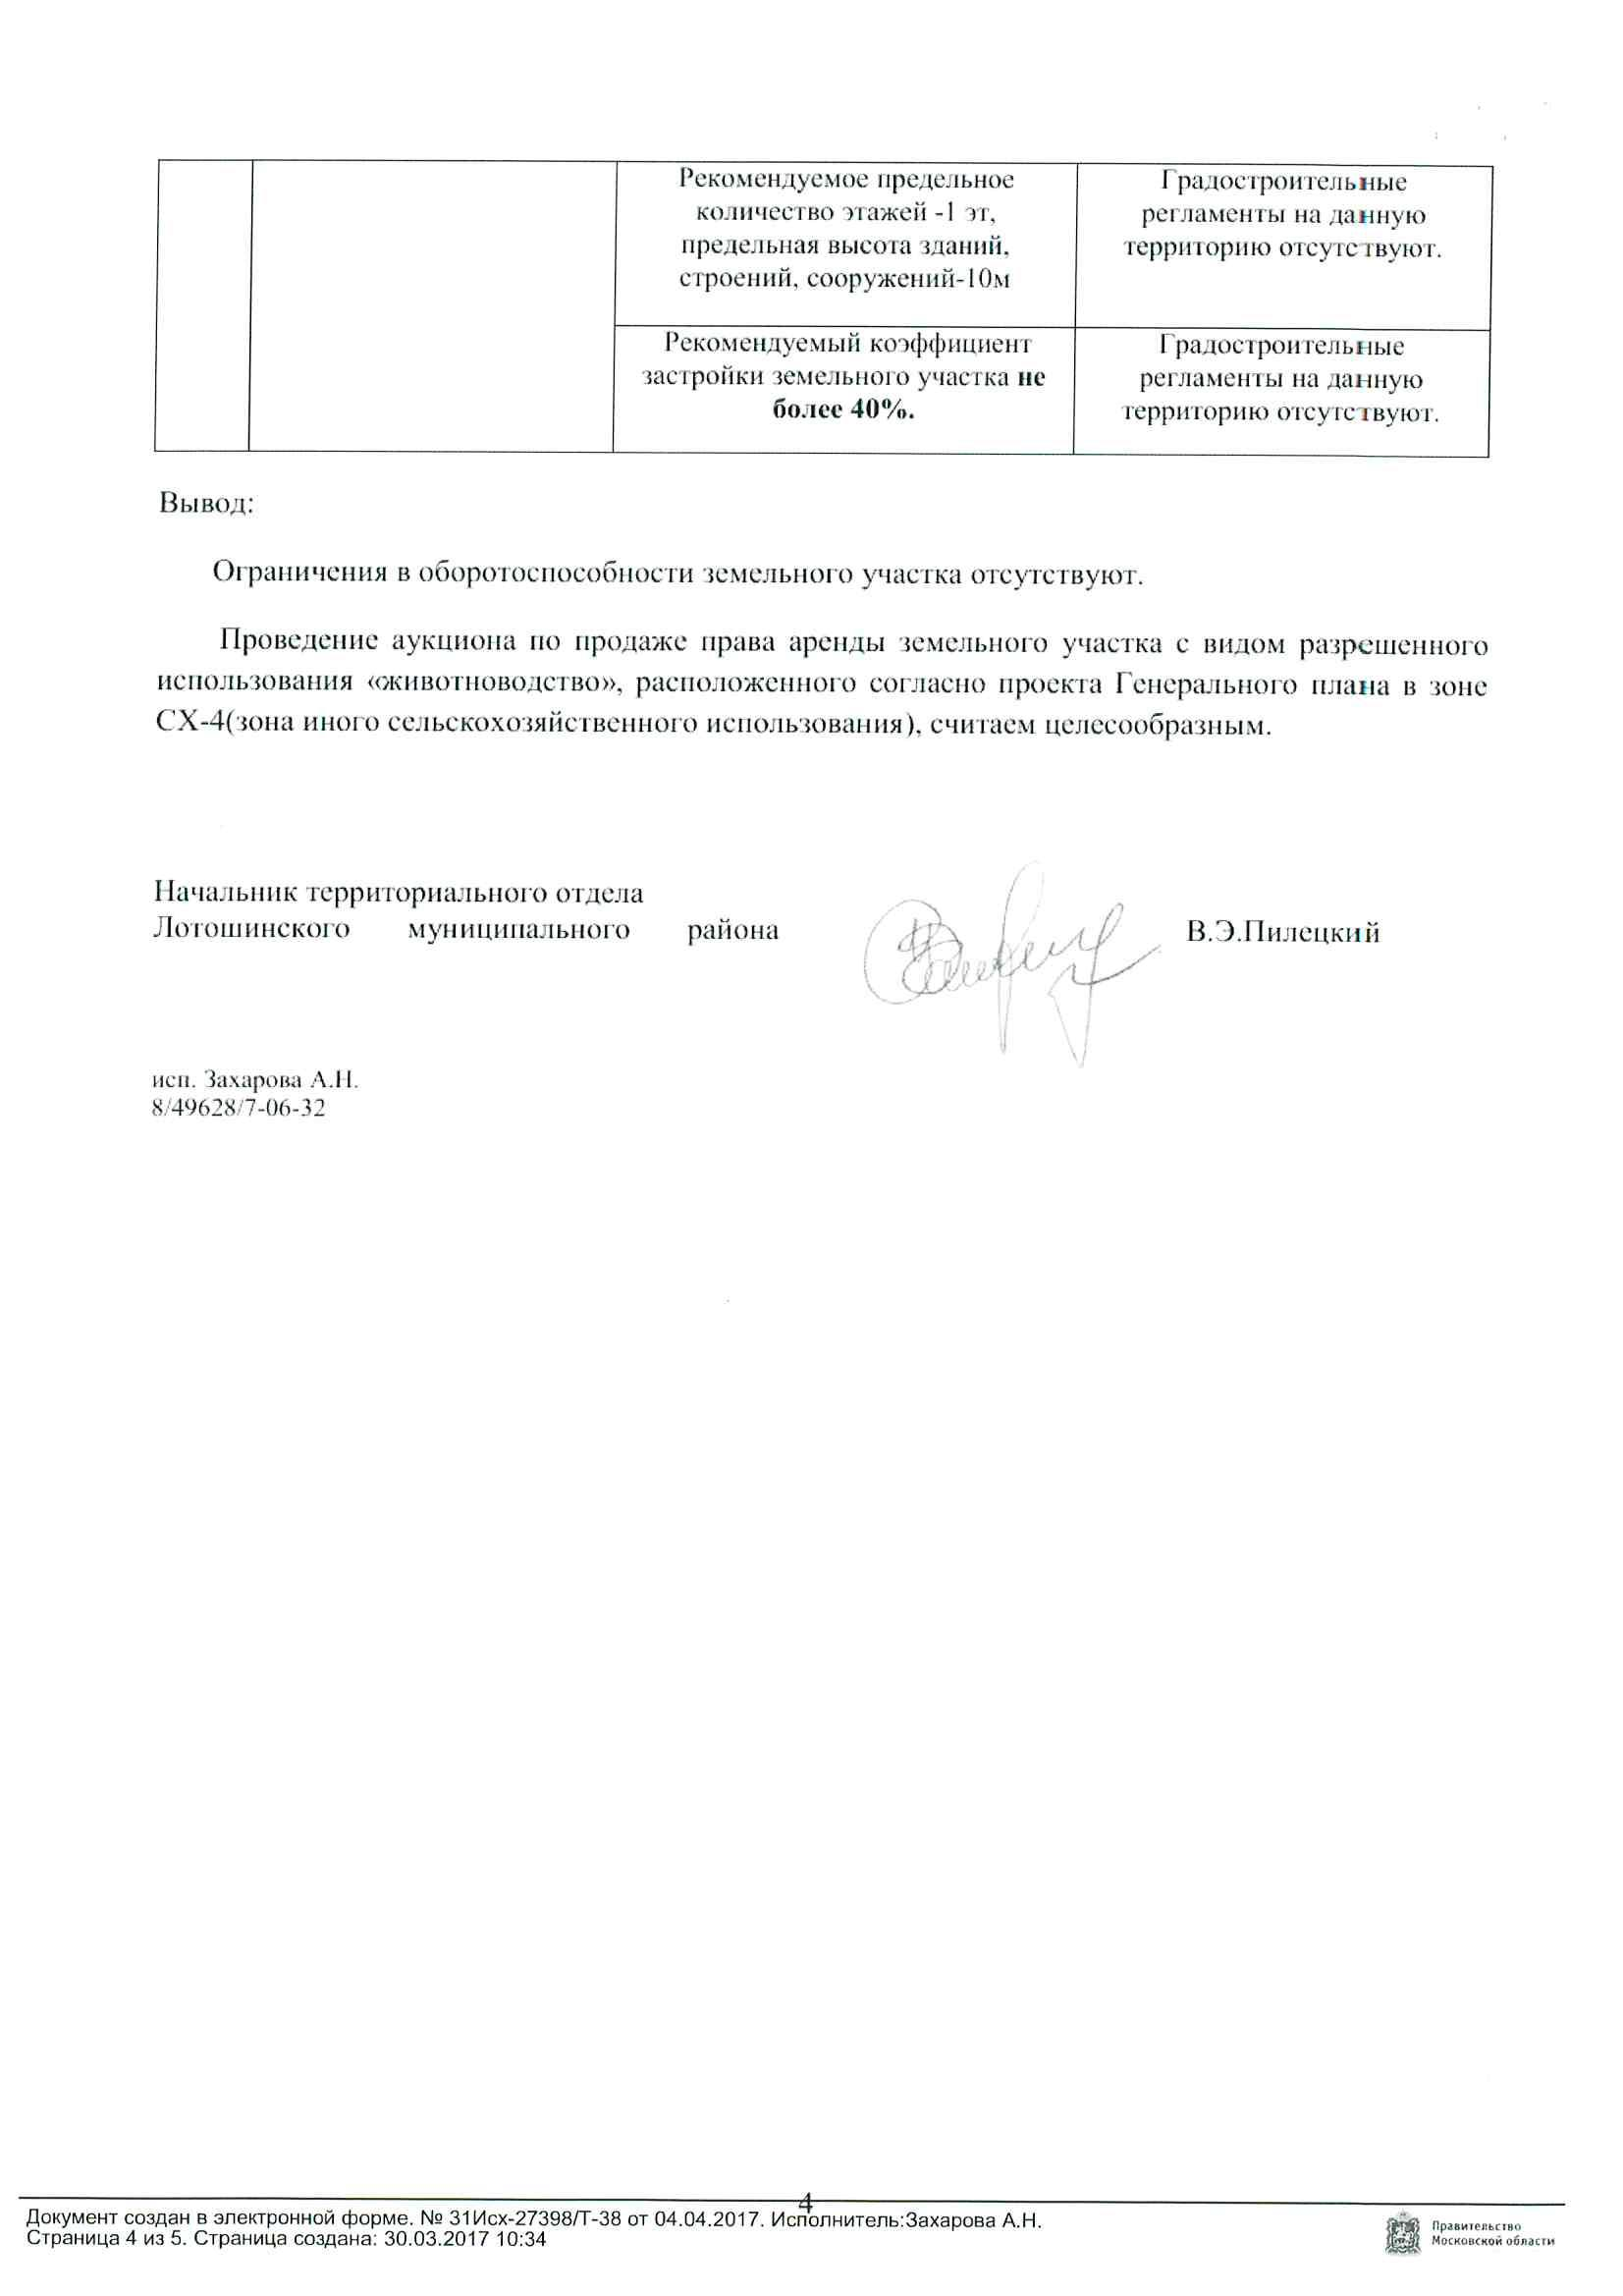 Рекомендуемое предельное
количество этажей -1 эт,
предельная высота зданий,
строений, сооружений-10м
Градостроительные
регламенты на данную
территорию отсутствуют.
Рекомендуемый коэффициент
застройки земельного участка не
более 40%.
Градостроительные
регламенты на данную
территорию отсутствуют.
Вывод:
Ограничения в оборотоспособности земельного участка отсутствуют.
Проведение аукциона по продаже права аренды земельного участка с видом разрешенного
использования «животноводство», расположенного согласно проекта Генерального плана в зоне
СХ-4(зона иного сельскохозяйственного использования), считаем целесообразным.
Начальник территориального отдела
Лотошинского муниципального района В.Э.Пилецкий
исп. Захарова А.Н.
8/49628/7-06-32
4
Документ создан в электронной форме. № 31Исх-27398/Т-38 от 04.04.2017. Исполнитель:Захарова А.Н.
Страница 4 из 5. Страница создана: 30.03.2017 10:34
Правительство
Московской области